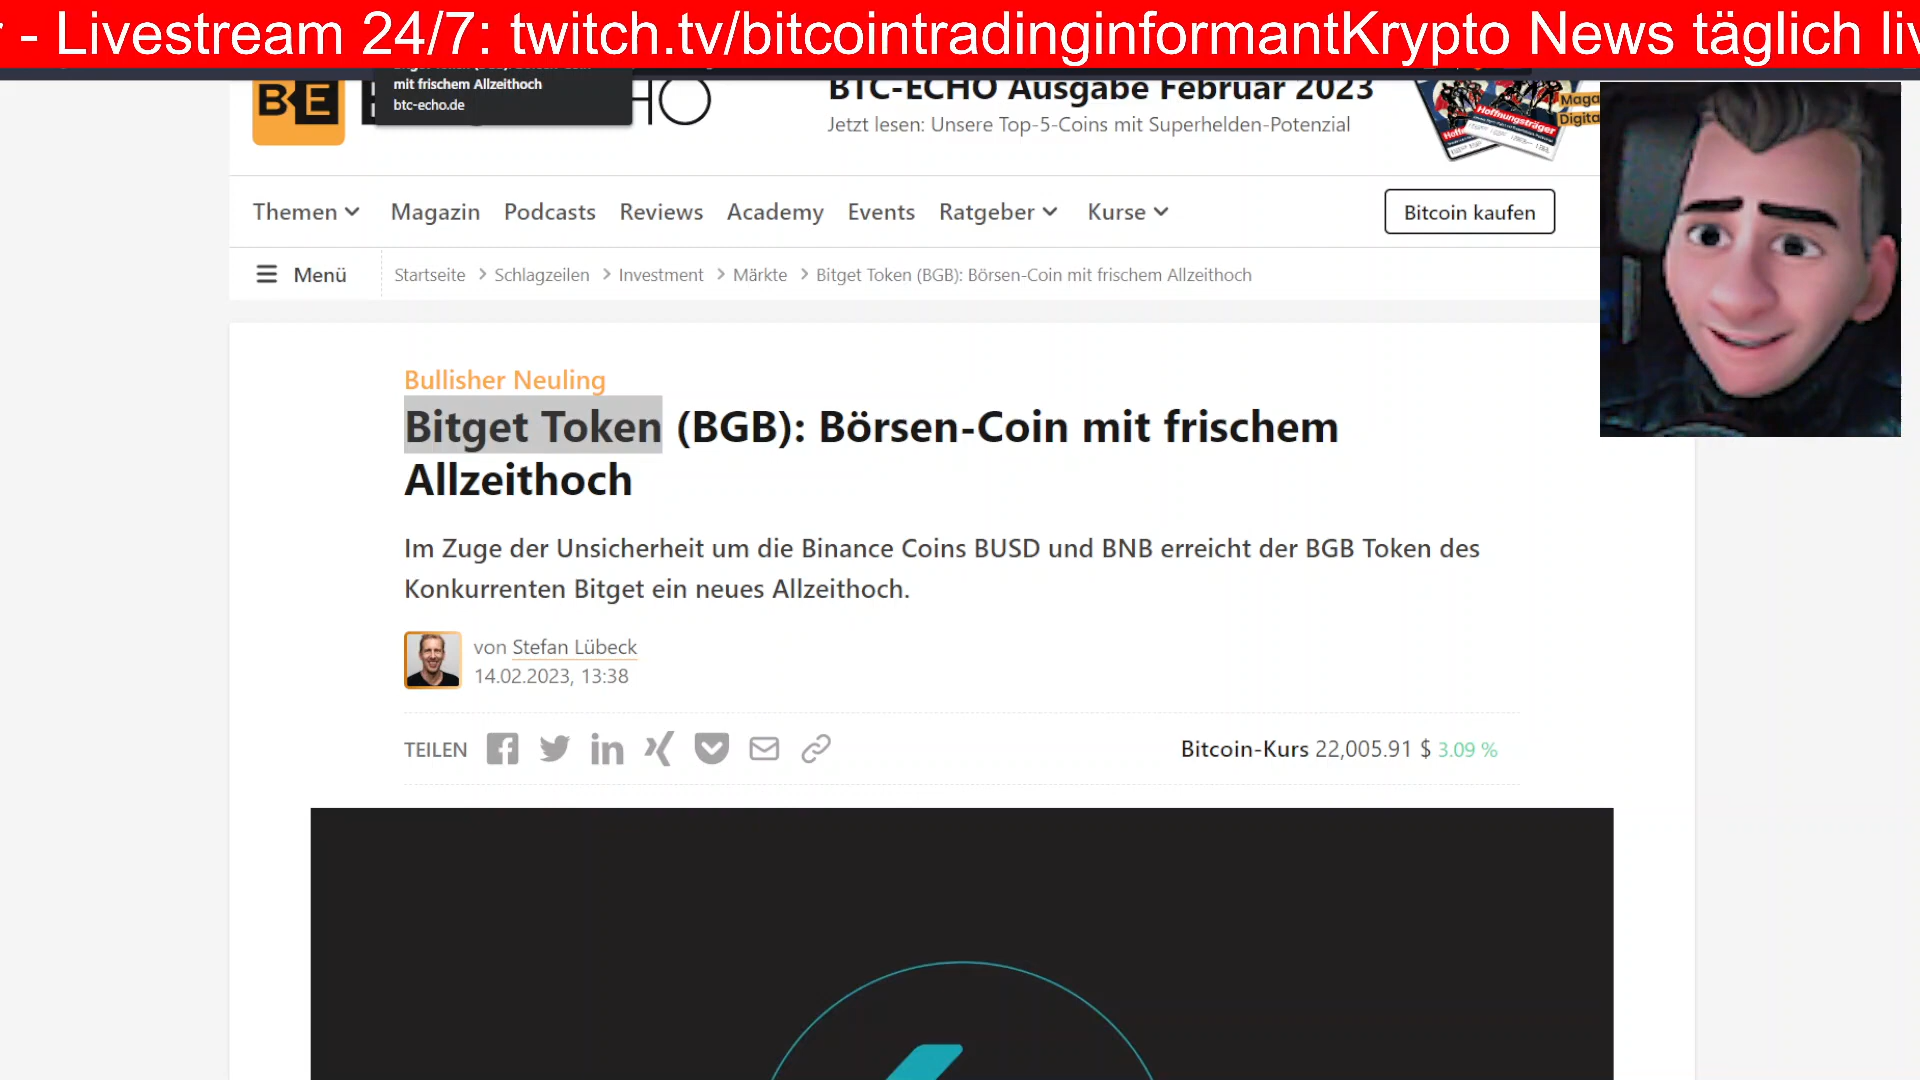 - Livestream 24/7: twitch.tv/bitcointradinginformantKrypto News täglich liv
mit frischem Allzeithoch
btc-echo.de
BE HO
BTC-ECHO Ausgabe Februar 2023
Jetzt lesen: Unsere Top-5-Coins mit Superhelden-Potenzial
Hoffnungsträger
Maga
Digita
Themen Magazin Podcasts Reviews Academy Events Ratgeber Kurse Bitcoin kaufen
Menü Startseite > Schlagzeilen > Investment > Märkte > Bitget Token (BGB): Börsen-Coin mit frischem Allzeithoch
Bullisher Neuling
Bitget Token (BGB): Börsen-Coin mit frischem
Allzeithoch
Im Zuge der Unsicherheit um die Binance Coins BUSD und BNB erreicht der BGB Token des
Konkurrenten Bitget ein neues Allzeithoch.
von Stefan Lübeck
14.02.2023, 13:38
TEILEN Bitcoin-Kurs 22,005.91 $ 3.09 %